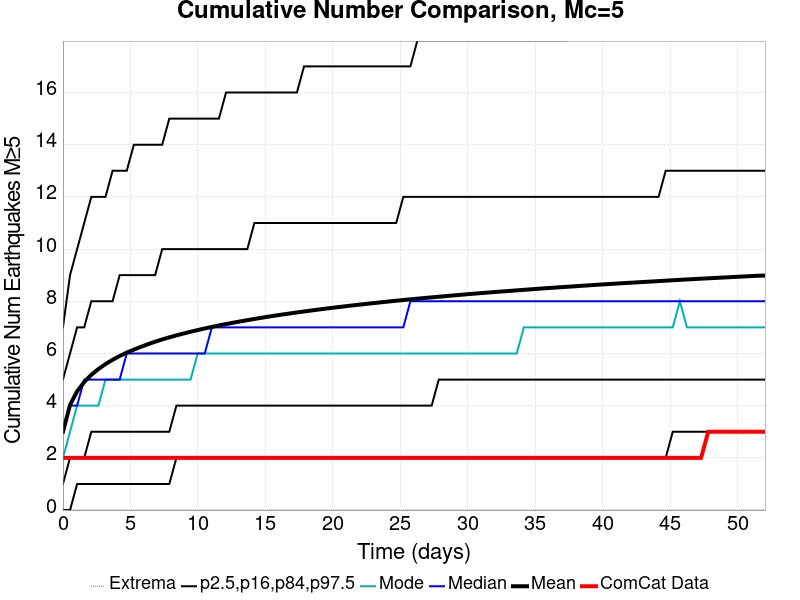 Cumulative Number Comparison, Mc=5
Cumulative Num Earthquakes M≥5
16
14
12
10
8
6
4
2
0
0 5 10 15 20 25 30 35 40 45 50
Time (days)
Extrema p2.5,p16,p84,p97.5 Mode Median Mean ComCat Data